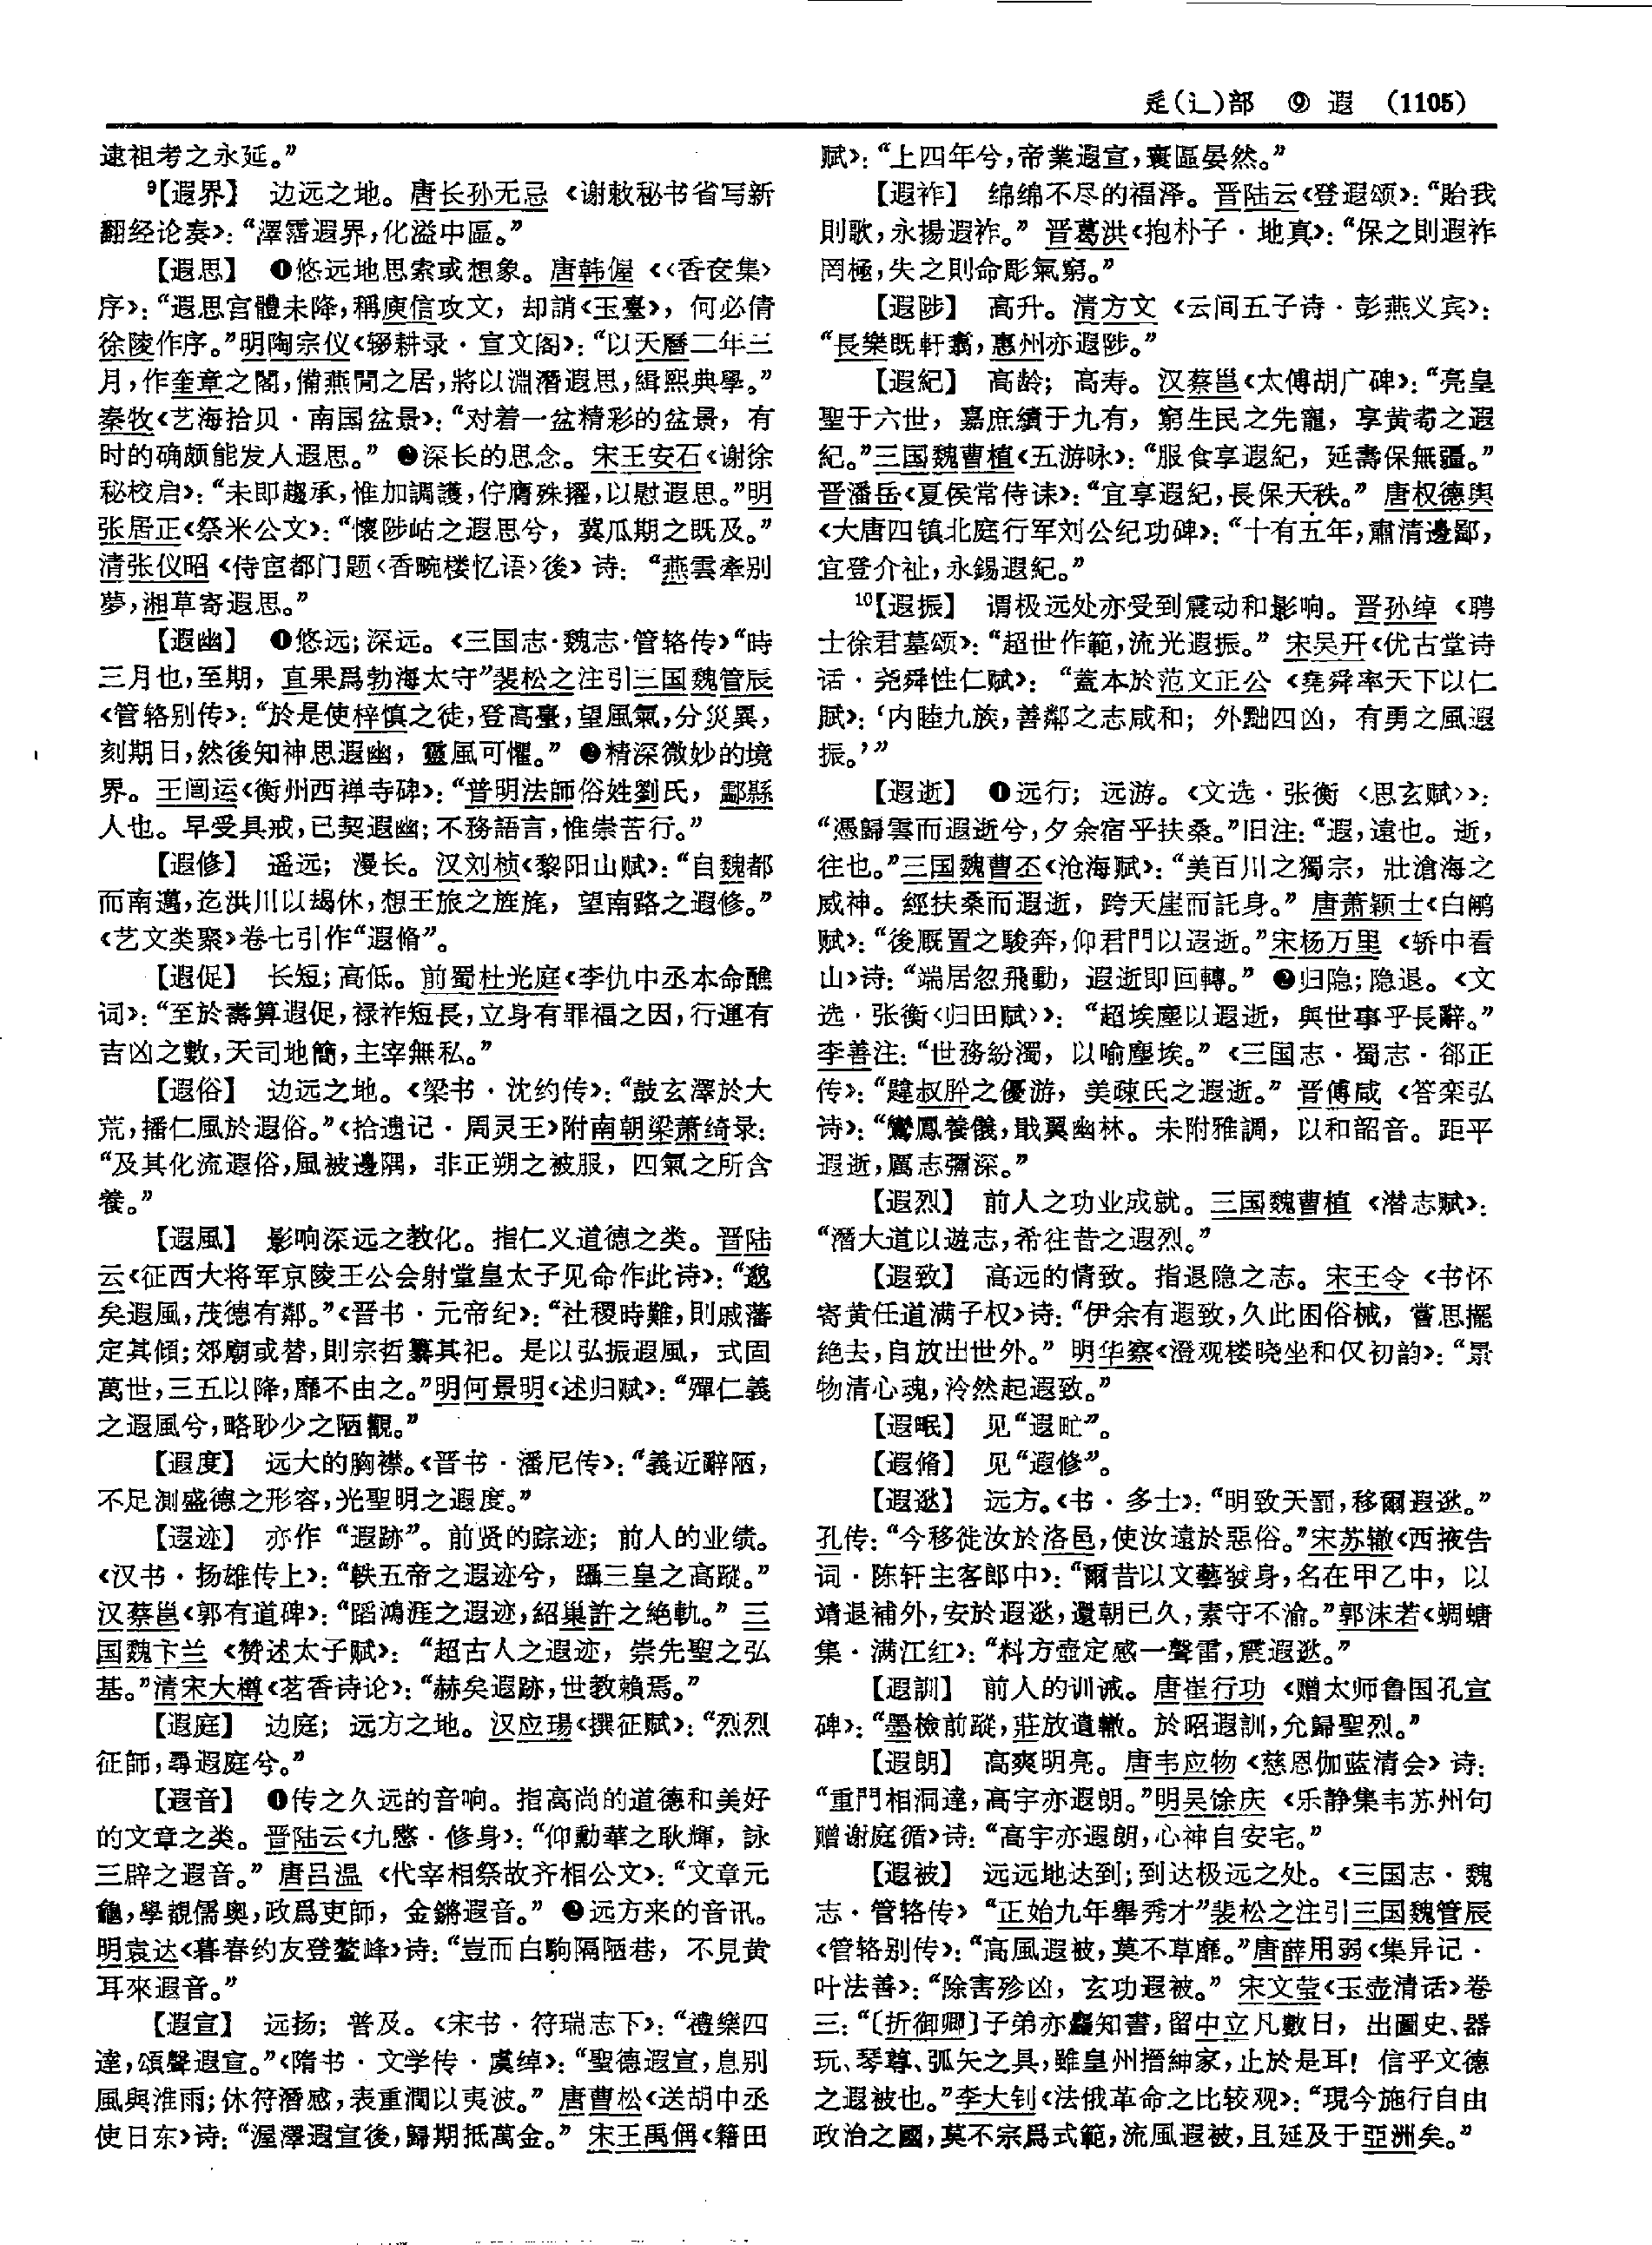 辵(辶)部 ⑨ 遐 (1105)
逮祖考之永延。”
⁹【遐界】 边远之地。唐长孙无忌《谢敕秘书省写新
翻经论奏》：“澤霑遐界，化溢中區。”
【遐思】 ❶悠远地思索或想象。唐韩偓《〈香奁集〉
序》：“遐思宫體未降，稱庾信攻文，却誚《玉臺》，何必倩
徐陵作序。”明陶宗仪《辍耕录·宣文阁》：“以天曆二年三
月，作奎章之閣，備燕閒之居，將以淵潛遐思，緝熙典學。”
秦牧《艺海拾贝·南国盆景》：“对着一盆精彩的盆景，有
时的确颇能发人遐思。” ❷深长的思念。宋王安石《谢徐
秘校启》：“未即趨承，惟加調護，佇膺殊擢，以慰遐思。”明
张居正《祭米公文》：“懷陟岵之遐思兮，冀瓜期之既及。”
清张仪昭《侍宦都门题〈香畹楼忆语〉後》诗：“燕雲牽别
夢，湘草寄遐思。”
【遐幽】 ❶悠远；深远。《三国志·魏志·管辂传》“時
三月也，至期，直果爲勃海太守”裴松之注引三国魏管辰
《管辂别传》：“於是使梓慎之徒，登高臺，望風氣，分災異，
刻期日，然後知神思遐幽，靈風可懼。” ❷精深微妙的境
界。王闿运《衡州西禅寺碑》：“普明法師俗姓劉氏，酃縣
人也。早受具戒，已契遐幽；不務語言，惟崇苦行。”
【遐修】 遥远；漫长。汉刘桢《黎阳山赋》：“自魏都
而南邁，迄洪川以朅休，想王旅之旌旄，望南路之遐修。”
《艺文类聚》卷七引作“遐脩”。
【遐促】 长短；高低。前蜀杜光庭《李仇中丞本命醮
词》：“至於壽算遐促，禄祚短長，立身有罪福之因，行運有
吉凶之數，天司地簡，主宰無私。”
【遐俗】 边远之地。《梁书·沈约传》：“鼓玄澤於大
荒，播仁風於遐俗。”《拾遗记·周灵王》附南朝梁萧绮录：
“及其化流遐俗，風被邊隅，非正朔之被服，四氣之所含
養。”
【遐風】 影响深远之教化。指仁义道德之类。晋陆
云《征西大将军京陵王公会射堂皇太子见命作此诗》：“邈
矣遐風，茂德有鄰。”《晋书·元帝纪》：“社稷時難，則戚藩
定其傾；郊廟或替，則宗哲纂其祀。是以弘振遐風，式固
萬世，三五以降，靡不由之。”明何景明《述归赋》：“殫仁義
之遐風兮，略眇少之陋觀。”
【遐度】 远大的胸襟。《晋书·潘尼传》：“義近辭陋，
不足測盛德之形容，光聖明之遐度。”
【遐迹】 亦作“遐跡”。前贤的踪迹；前人的业绩。
《汉书·扬雄传上》：“軼五帝之遐迹兮，躡三皇之高蹤。”
汉蔡邕《郭有道碑》：“蹈鴻涯之遐迹，紹巢許之絶軌。”三
国魏卞兰《赞述太子赋》：“超古人之遐迹，崇先聖之弘
基。”清宋大樽《茗香诗论》：“赫矣遐跡，世教賴焉。”
【遐庭】 边庭；远方之地。汉应瑒《撰征赋》：“烈烈
征師，尋遐庭兮。”
【遐音】 ❶传之久远的音响。指高尚的道德和美好
的文章之类。晋陆云《九愍·修身》：“仰勳華之耿輝，詠
三辟之遐音。”唐吕温《代宰相祭故齐相公文》：“文章元
龜，學覩儒奥，政爲吏師，金鏘遐音。” ❷远方来的音讯。
明袁达《暮春约友登鳌峰》诗：“豈而白駒隔陋巷，不見黄
耳來遐音。”
【遐宣】 远扬；普及。《宋书·符瑞志下》：“禮樂四
達，頌聲遐宣。”《隋书·文学传·虞绰》：“聖德遐宣，息别
風與淮雨；休符潛感，表重潤以夷波。”唐曹松《送胡中丞
使日东》诗：“渥澤遐宣後，歸期抵萬金。”宋王禹偁《籍田
赋》：“上四年兮，帝業遐宣，寰區晏然。”
【遐祚】 绵绵不尽的福泽。晋陆云《登遐颂》：“貽我
則歌，永揚遐祚。”晋葛洪《抱朴子·地真》：“保之則遐祚
罔極，失之則命彫氣窮。”
【遐陟】 高升。清方文《云间五子诗·彭燕又宾》：
“長樂既軒翥，惠州亦遐陟。”
【遐紀】 高龄；高寿。汉蔡邕《太傅胡广碑》：“亮皇
聖于六世，嘉庶績于九有，窮生民之先寵，享黄耇之遐
紀。”三国魏曹植《五游咏》：“服食享遐紀，延壽保無疆。”
晋潘岳《夏侯常侍诔》：“宜享遐紀，長保天秩。”唐权德舆
《大唐四镇北庭行军刘公纪功碑》：“十有五年，肅清邊鄙，
宜登介祉，永錫遐紀。”
¹⁰【遐振】 谓极远处亦受到震动和影响。晋孙绰《聘
士徐君墓颂》：“超世作範，流光遐振。”宋吴幵《优古堂诗
话·尧舜性仁赋》：“蓋本於范文正公《堯舜率天下以仁
賦》：‘内睦九族，善鄰之志咸和；外黜四凶，有勇之風遐
振。’”
【遐逝】 ❶远行；远游。《文选·张衡〈思玄赋〉》：
“憑歸雲而遐逝兮，夕余宿乎扶桑。”旧注：“遐，遠也。逝，
往也。”三国魏曹丕《沧海赋》：“美百川之獨宗，壯滄海之
威神。經扶桑而遐逝，跨天崖而託身。”唐萧颖士《白鹇
赋》：“後厩置之駿奔，仰君門以遐逝。”宋杨万里《轿中看
山》诗：“端居忽飛動，遐逝即回轉。” ❷归隐；隐退。《文
选·张衡〈归田赋〉》：“超埃塵以遐逝，與世事乎長辭。”
李善注：“世務紛濁，以喻塵埃。”《三国志·蜀志·郤正
传》：“韙叔肸之優游，美疎氏之遐逝。”晋傅咸《答栾弘
诗》：“鸞鳳養儀，戢翼幽林。未附雅調，以和韶音。距乎
遐逝，厲志彌深。”
【遐烈】 前人之功业成就。三国魏曹植《潜志赋》：
“潛大道以遊志，希往昔之遐烈。”
【遐致】 高远的情致。指退隐之志。宋王令《书怀
寄黄任道满子权》诗：“伊余有遐致，久此困俗械，嘗思擺
絶去，自放出世外。”明华察《澄观楼晓坐和仅初韵》：“景
物清心魂，泠然起遐致。”
【遐眠】 见“遐甿”。
【遐脩】 见“遐修”。
【遐逖】 远方。《书·多士》：“明致天罰，移爾遐逖。”
孔传：“今移徙汝於洛邑，使汝遠於惡俗。”宋苏辙《西掖告
词·陈轩主客郎中》：“爾昔以文藝發身，名在甲乙中，以
靖退補外，安於遐逖，還朝已久，素守不渝。”郭沫若《蜩螗
集·满江红》：“料方壺定感一聲雷，震遐逖。”
【遐訓】 前人的训诫。唐崔行功《赠太师鲁国孔宣
碑》：“墨檢前蹤，莊放遺轍。於昭遐訓，允歸聖烈。”
【遐朗】 高爽明亮。唐韦应物《慈恩伽蓝清会》诗：
“重門相洞達，高宇亦遐朗。”明吴馀庆《乐静集韦苏州句
赠谢庭循》诗：“高宇亦遐朗，心神自安宅。”
【遐被】 远远地达到；到达极远之处。《三国志·魏
志·管辂传》“正始九年舉秀才”裴松之注引三国魏管辰
《管辂别传》：“高風遐被，莫不草靡。”唐薛用弱《集异记·
叶法善》：“除害殄凶，玄功遐被。”宋文莹《玉壶清话》卷
三：“〔折御卿〕子弟亦麤知書，留中立凡數日，出圖史、器
玩、琴尊、弧矢之具，雖皇州搢紳家，止於是耳！信乎文德
之遐被也。”李大钊《法俄革命之比较观》：“現今施行自由
政治之國，莫不宗爲式範，流風遐被，且延及于亞洲矣。”